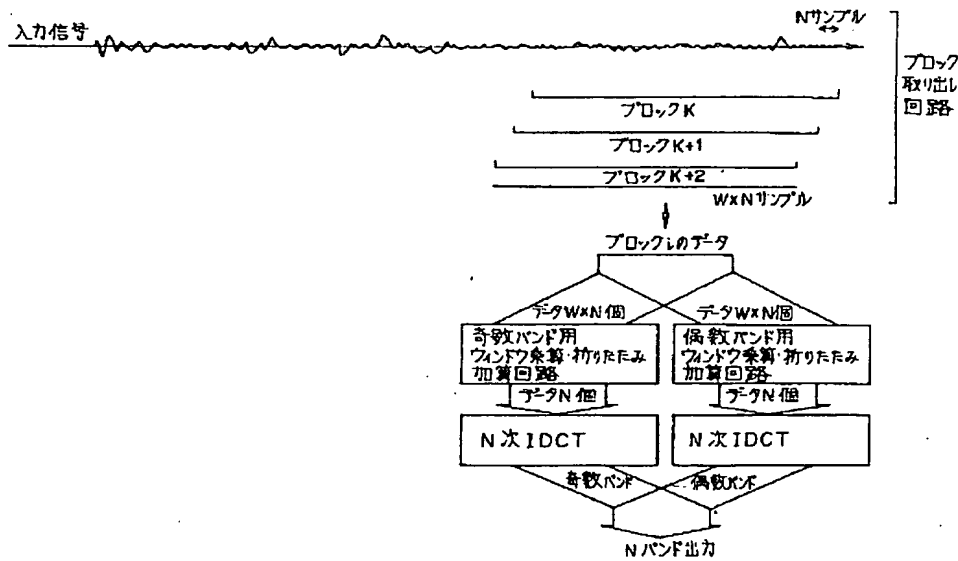 入力信号
Nサンプル
ブロック
取り出し
回路
ブロックK
ブロックK+1
ブロックK+2
W×Nサンプル
ブロックiのデータ
データW×N個
データW×N個
奇数バンド用
ウィンドウ乗算・折りたたみ
加算回路
偶数バンド用
ウィンドウ乗算・折りたたみ
加算回路
データN個
データN個
N次IDCT
N次IDCT
奇数バンド
偶数バンド
Nバンド出力